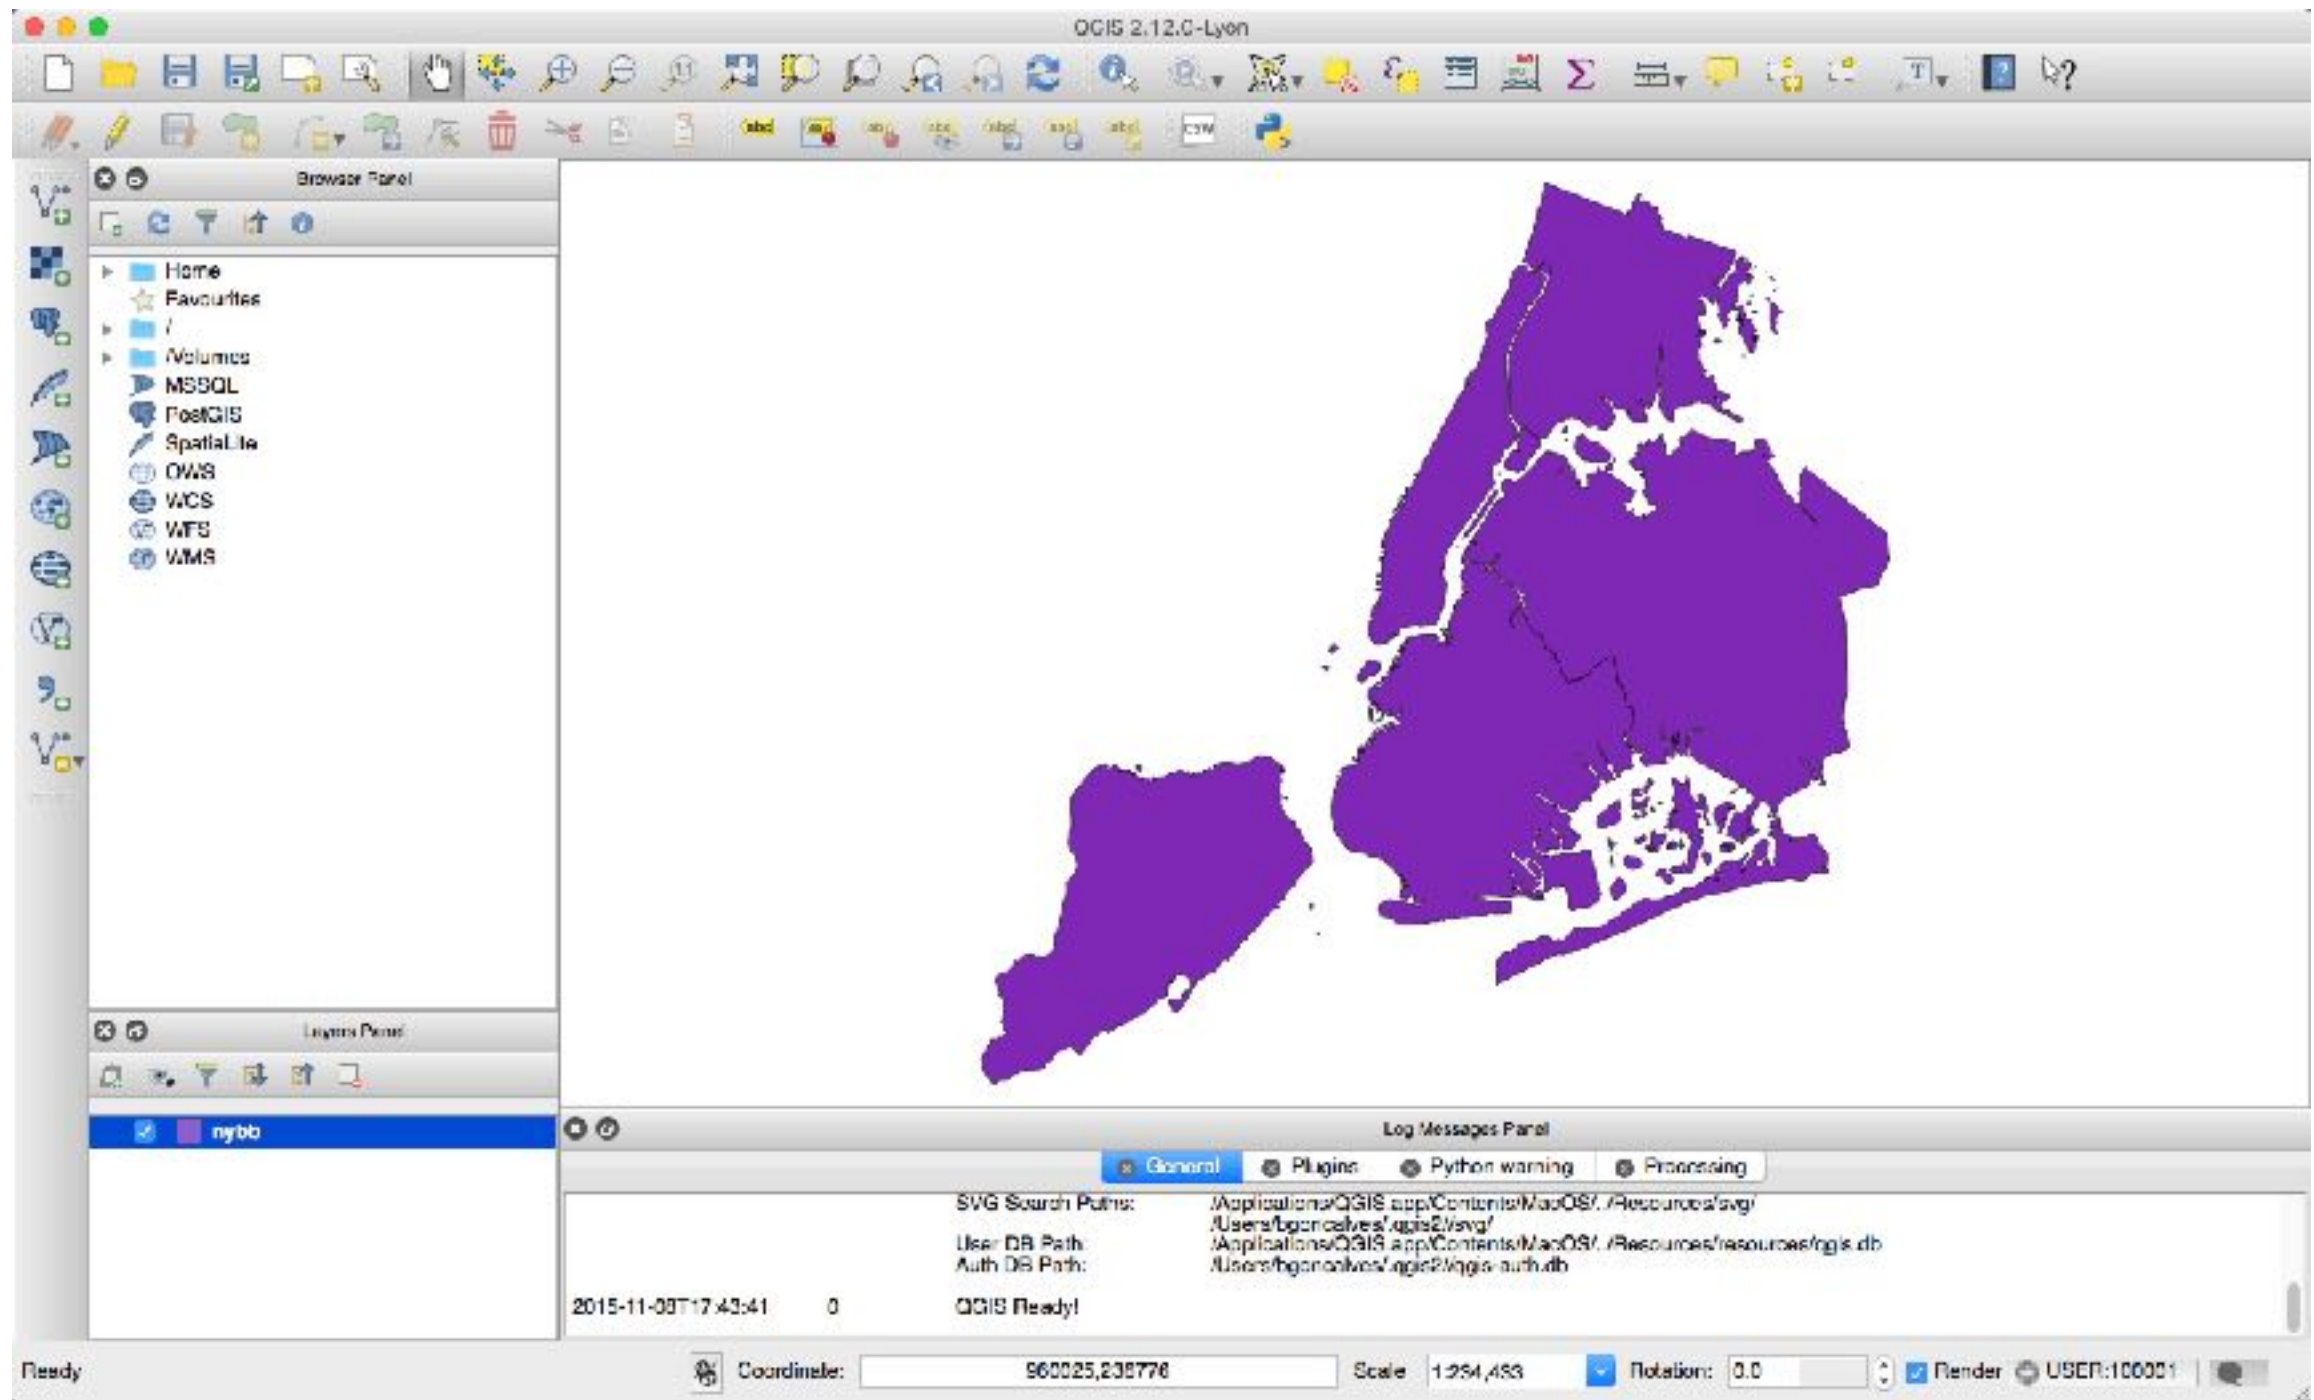 QGIS 2.12.0-Lyon
abc
CSW
Browser Panel
Home
Favourites
/
/Volumes
MSSQL
PostGIS
SpatiaLite
OWS
WCS
WFS
WMS
Layers Panel
nybb
Log Messages Panel
General Plugins Python warning Processing
SVG Search Paths: /Applications/QGIS.app/Contents/MacOS/../Resources/svg/
/Users/bgoncalves/.qgis2//svg/
User DB Path: /Applications/QGIS.app/Contents/MacOS/../Resources/resources/qgis.db
Auth DB Path: /Users/bgoncalves/.qgis2//qgis-auth.db
2015-11-08T17:43:41 0 QGIS Ready!
Ready Coordinate: 960025,238776 Scale 1:234,433 Rotation: 0.0 Render USER:100001